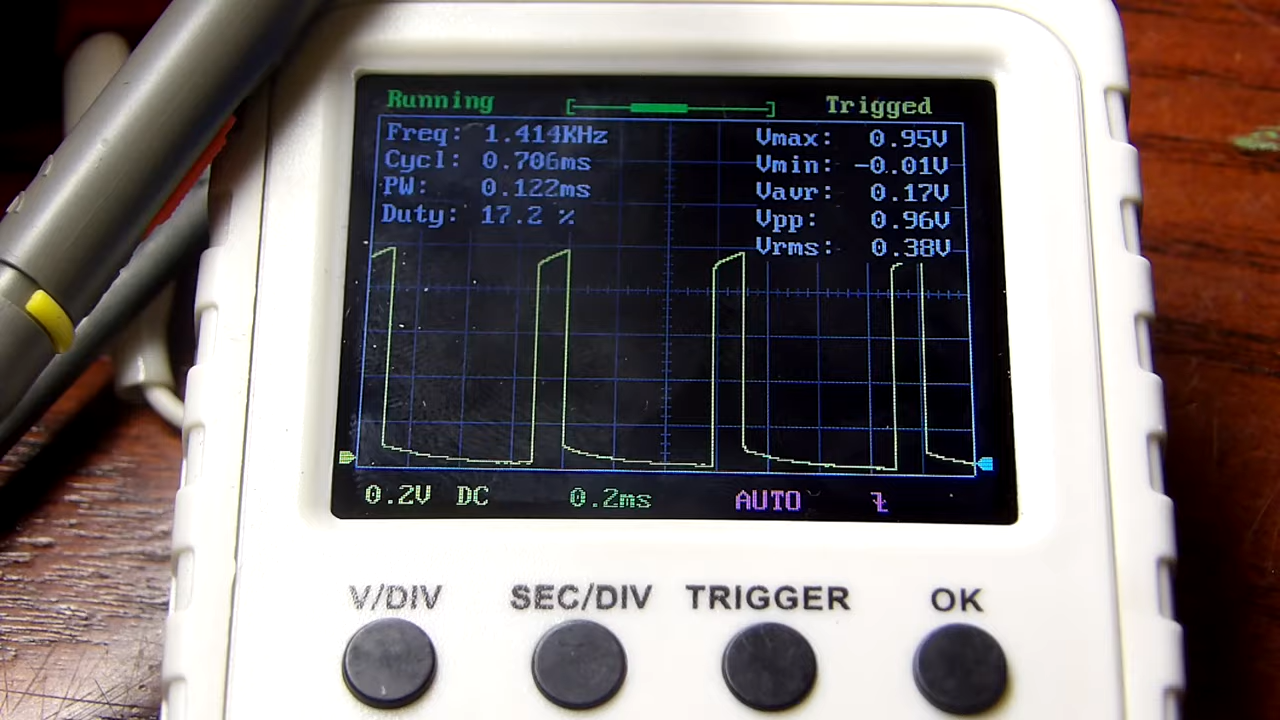 Running Trigged
Freq: 1.414KHz Vmax: 0.95V
Cycl: 0.706ms Vmin: -0.01V
PW: 0.122ms Vavr: 0.17V
Duty: 17.2 % Vpp: 0.96V
Vrms: 0.38V
0.2V DC 0.2ms AUTO
V/DIV SEC/DIV TRIGGER OK